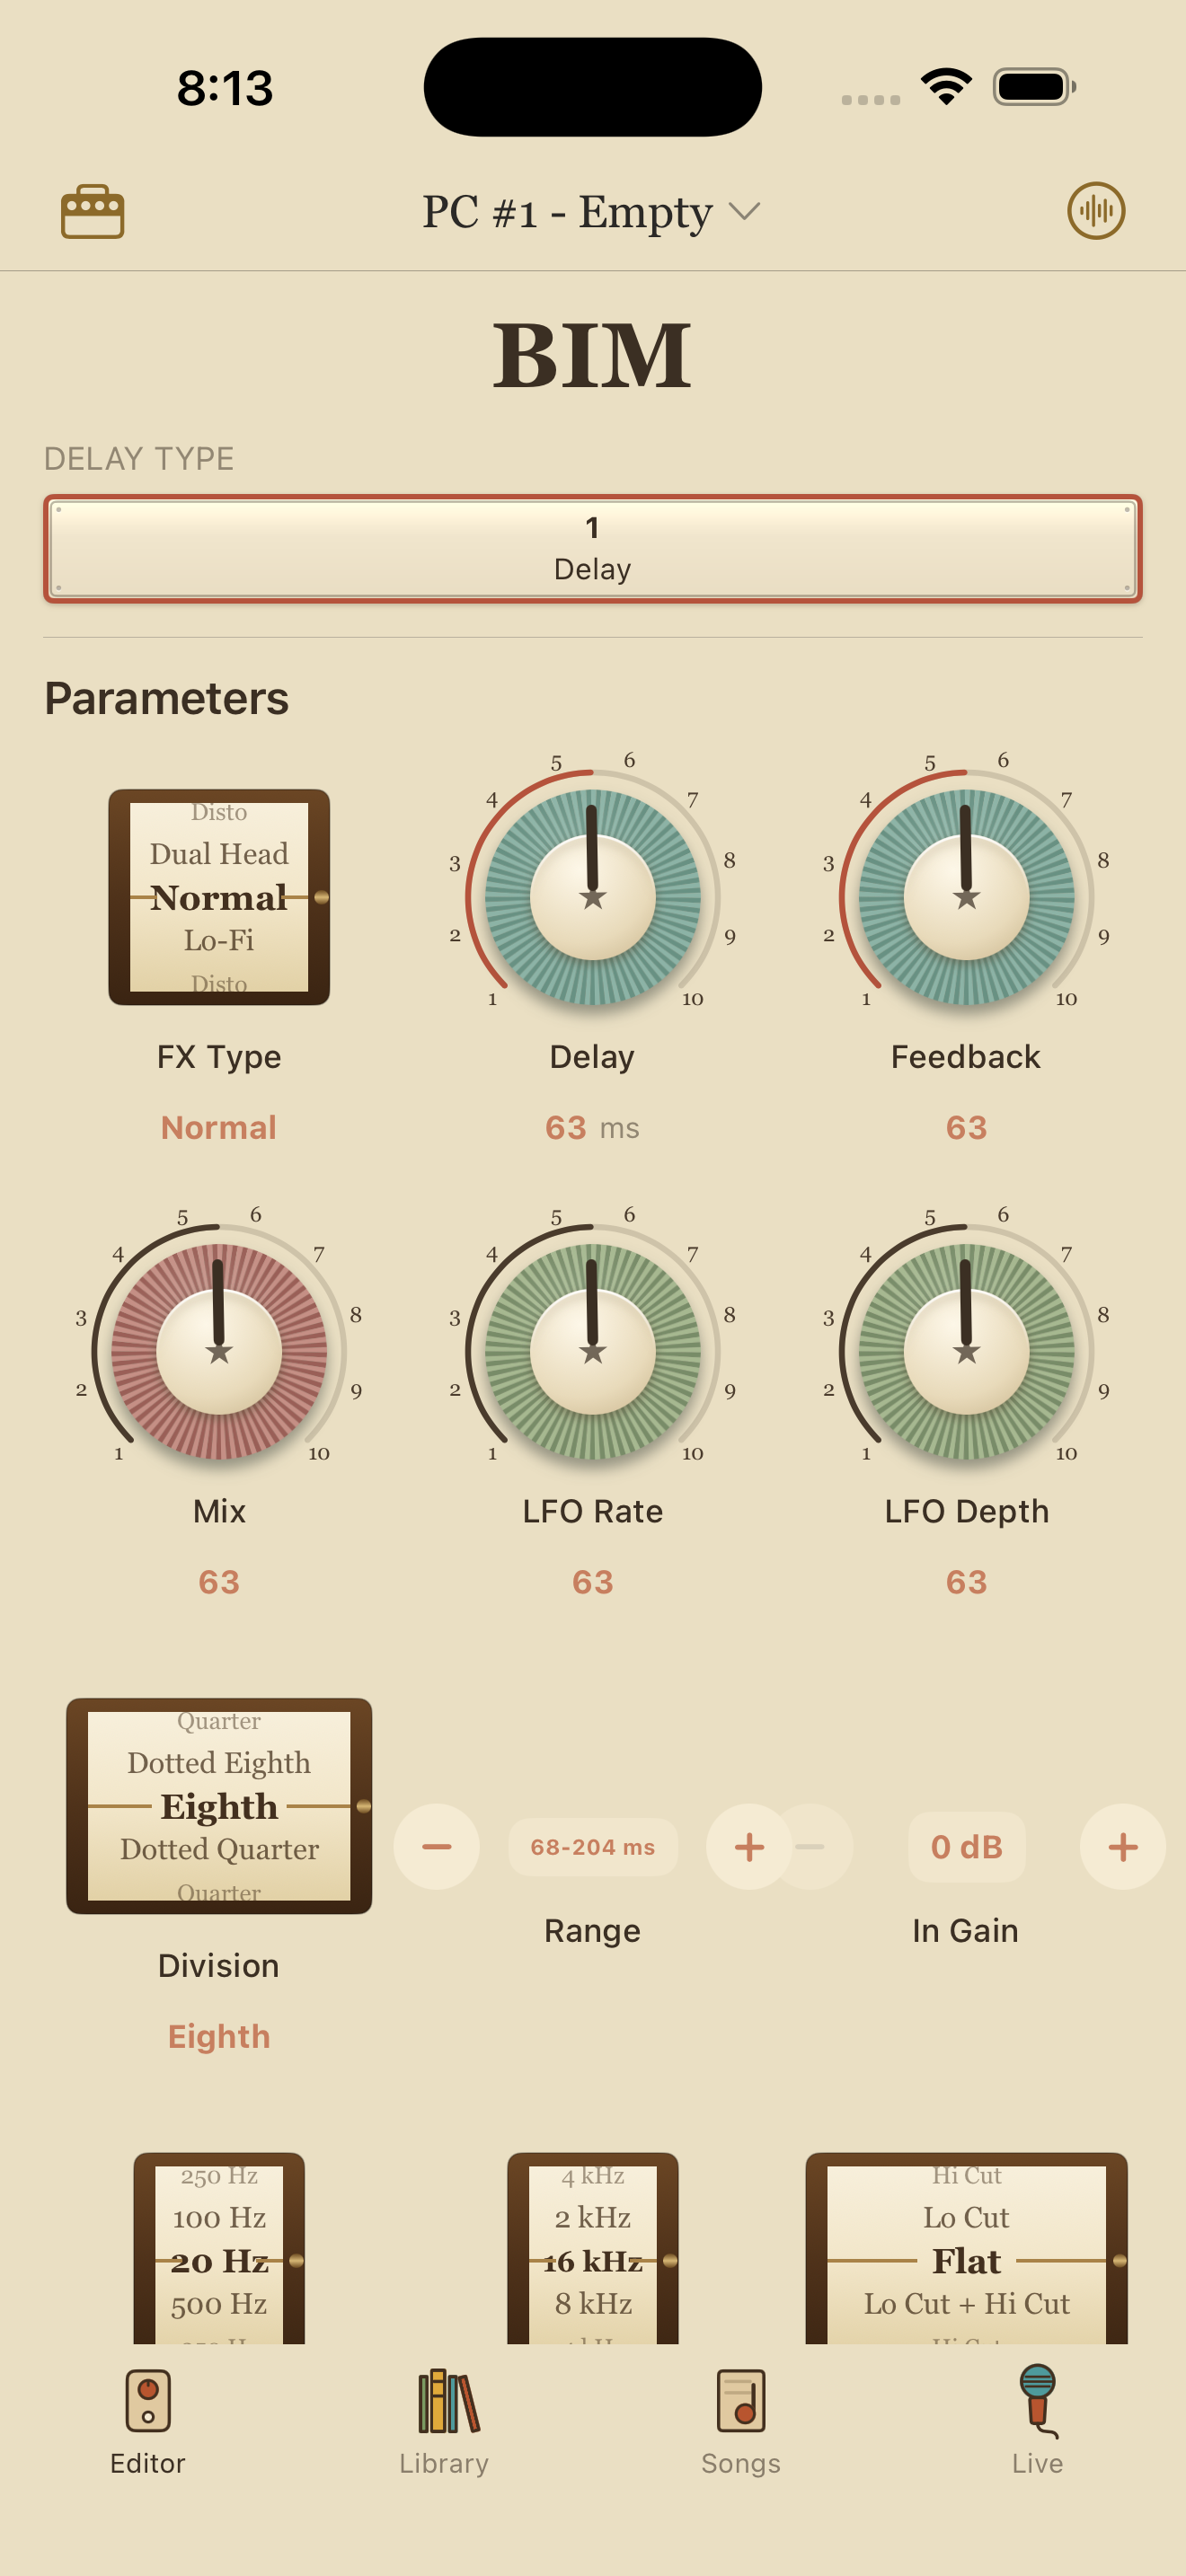 8:13
PC #1 - Empty
BIM
DELAY TYPE
1
Delay
Parameters
Disto
Dual Head
Normal
Lo-Fi
Disto
FX Type
Normal
1 2 3 4 5 6 7 8 9 10
Delay
63 ms
1 2 3 4 5 6 7 8 9 10
Feedback
63
1 2 3 4 5 6 7 8 9 10
Mix
63
1 2 3 4 5 6 7 8 9 10
LFO Rate
63
1 2 3 4 5 6 7 8 9 10
LFO Depth
63
Quarter
Dotted Eighth
Eighth
Dotted Quarter
Quarter
Division
Eighth
− 68-204 ms +
Range
− 0 dB +
In Gain
250 Hz
100 Hz
20 Hz
500 Hz
4 kHz
2 kHz
16 kHz
8 kHz
Hi Cut
Lo Cut
Flat
Lo Cut + Hi Cut
Editor
Library
Songs
Live